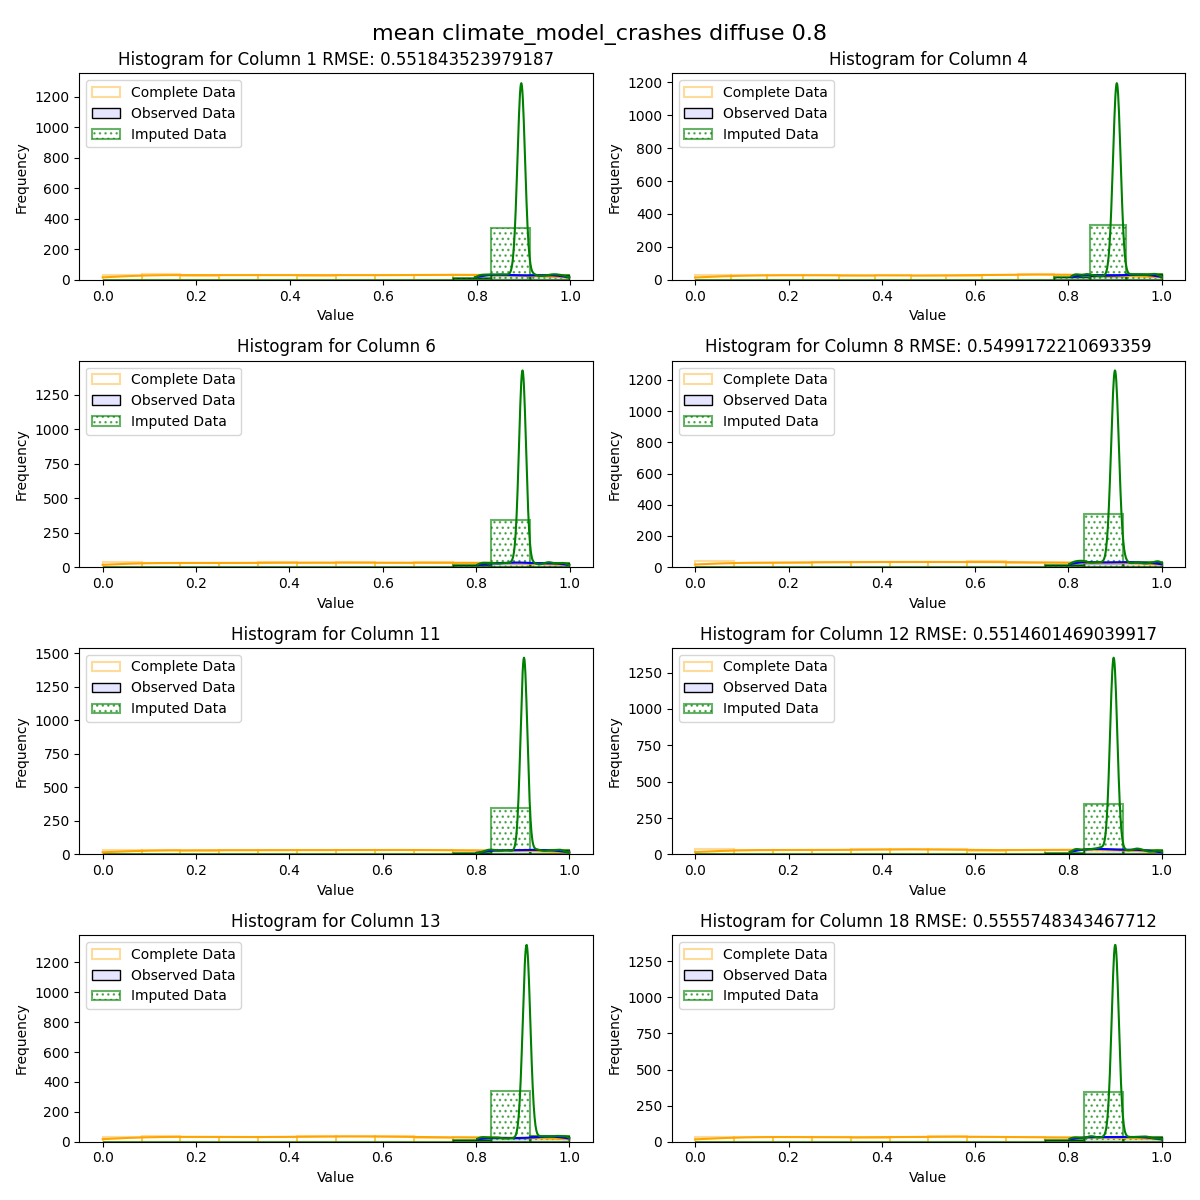 mean climate_model_crashes diffuse 0.8
Histogram for Column 1 RMSE: 0.551843523979187
Complete Data
Observed Data
Imputed Data
Frequency
1200
1000
800
600
400
200
0
0.0 0.2 0.4 0.6 0.8 1.0
Value
Histogram for Column 4
Complete Data
Observed Data
Imputed Data
Frequency
1200
1000
800
600
400
200
0
0.0 0.2 0.4 0.6 0.8 1.0
Value
Histogram for Column 6
Complete Data
Observed Data
Imputed Data
Frequency
1250
1000
750
500
250
0
0.0 0.2 0.4 0.6 0.8 1.0
Value
Histogram for Column 8 RMSE: 0.5499172210693359
Complete Data
Observed Data
Imputed Data
Frequency
1200
1000
800
600
400
200
0
0.0 0.2 0.4 0.6 0.8 1.0
Value
Histogram for Column 11
Complete Data
Observed Data
Imputed Data
Frequency
1500
1250
1000
750
500
250
0
0.0 0.2 0.4 0.6 0.8 1.0
Value
Histogram for Column 12 RMSE: 0.5514601469039917
Complete Data
Observed Data
Imputed Data
Frequency
1250
1000
750
500
250
0
0.0 0.2 0.4 0.6 0.8 1.0
Value
Histogram for Column 13
Complete Data
Observed Data
Imputed Data
Frequency
1200
1000
800
600
400
200
0
0.0 0.2 0.4 0.6 0.8 1.0
Value
Histogram for Column 18 RMSE: 0.5555748343467712
Complete Data
Observed Data
Imputed Data
Frequency
1250
1000
750
500
250
0
0.0 0.2 0.4 0.6 0.8 1.0
Value